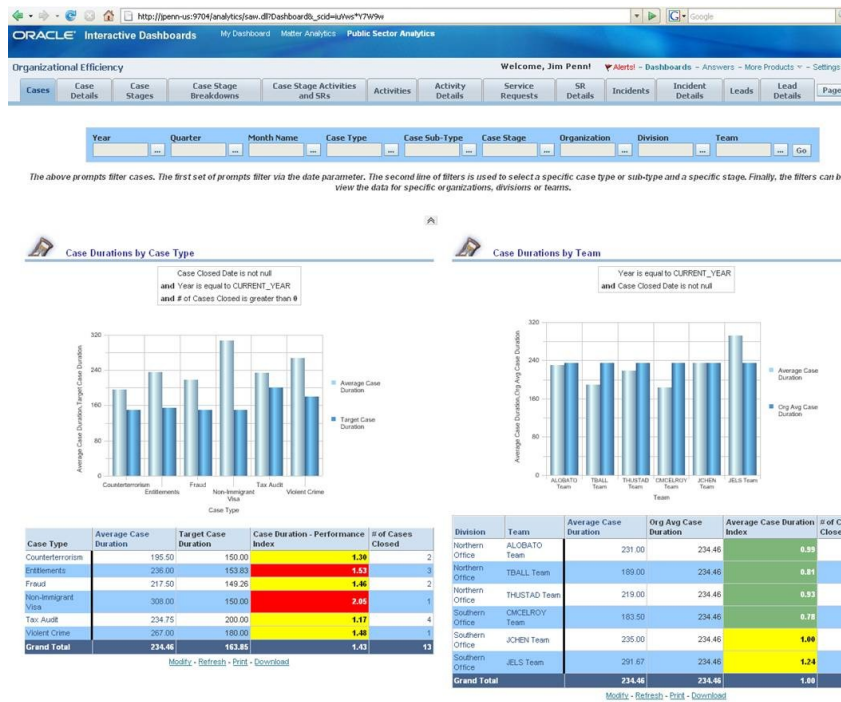 http://jpenn-us:9704/analytics/saw.dll?Dashboard&_scid=iuVws*Y7W9w
Google
ORACLE Interactive Dashboards My Dashboard Matter Analytics Public Sector Analytics
Organizational Efficiency Welcome, Jim Penn! Alerts! - Dashboards - Answers - More Products - Settings
Cases Case Details Case Stages Case Stage Breakdowns Case Stage Activities and SRs Activities Activity Details Service Requests SR Details Incidents Incident Details Leads Lead Details Page
Year Quarter Month Name Case Type Case Sub-Type Case Stage Organization Division Team
... ... ... ... ... ... ... ... ... Go
The above prompts filter cases. The first set of prompts filter via the date parameter. The second line of filters is used to select a specific case type or sub-type and a specific stage. Finally, the filters can b
view the data for specific organizations, divisions or teams.
Case Durations by Case Type
Case Closed Date is not null
and Year is equal to CURRENT_YEAR
and # of Cases Closed is greater than 0
Average Case Duration,Target Case Duration
320
240
160
80
0
Counterterrorism
Entitlements
Fraud
Non-Immigrant Visa
Tax Audit
Violent Crime
Case Type
Average Case Duration
Target Case Duration
Case Type Average Case Duration Target Case Duration Case Duration - Performance Index # of Cases Closed
Counterterrorism 195.50 150.00 1.30 2
Entitlements 236.00 153.83 1.53 3
Fraud 217.50 149.26 1.46 2
Non-Immigrant Visa 308.00 150.00 2.05 1
Tax Audit 234.75 200.00 1.17 4
Violent Crime 267.00 180.00 1.48 1
Grand Total 234.46 163.85 1.43 13
Modify - Refresh - Print - Download
Case Durations by Team
Year is equal to CURRENT_YEAR
and Case Closed Date is not null
Average Case Duration,Org Avg Case Duration
320
240
160
80
0
ALOBATO Team
TBALL Team
THUSTAD Team
CMCELROY Team
JCHEN Team
JELS Team
Team
Average Case Duration
Org Avg Case Duration
Division Team Average Case Duration Org Avg Case Duration Average Case Duration Index # of C Close
Northern Office ALOBATO Team 231.00 234.46 0.99
Northern Office TBALL Team 189.00 234.46 0.81
Northern Office THUSTAD Team 219.00 234.46 0.93
Southern Office CMCELROY Team 183.50 234.46 0.78
Southern Office JCHEN Team 235.00 234.46 1.00
Southern Office JELS Team 291.67 234.46 1.24
Grand Total 234.46 234.46 1.00
Modify - Refresh - Print - Download